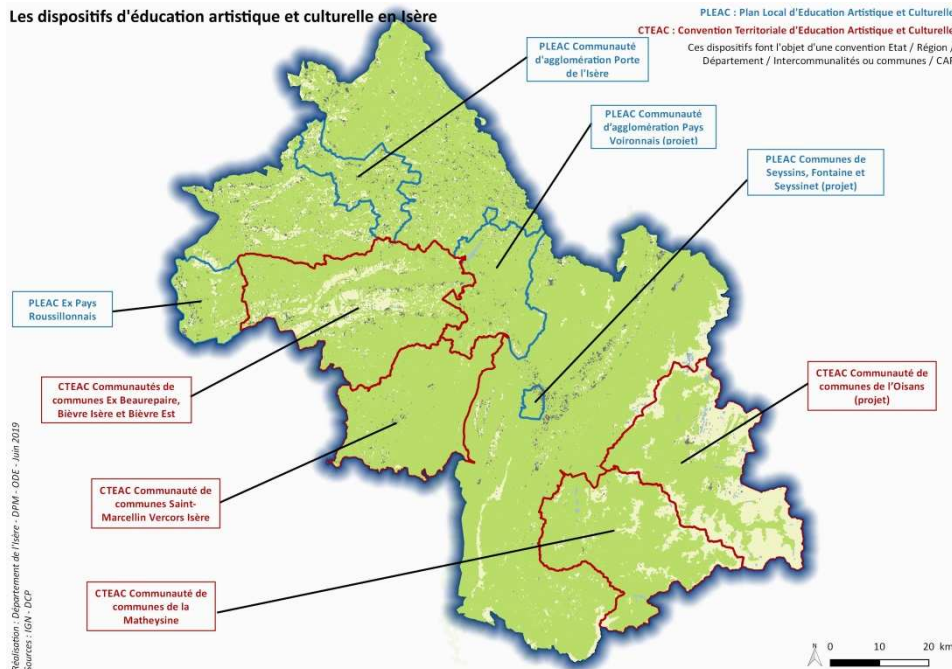 Les dispositifs d'éducation artistique et culturelle en Isère
PLEAC : Plan Local d'Education Artistique et Culturelle
CTEAC : Convention Territoriale d'Education Artistique et Culturelle
Ces dispositifs font l'objet d'une convention Etat / Région /
Département / Intercommunalités ou communes / CAF
PLEAC Communauté
d'agglomération Porte
de l'Isère
PLEAC Communauté
d'agglomération Pays
Voironnais (projet)
PLEAC Communes de
Seyssins, Fontaine et
Seyssinet (projet)
PLEAC Ex Pays
Roussillonnais
CTEAC Communautés de
communes Ex Beaurepaire,
Bièvre Isère et Bièvre Est
CTEAC Communauté de
communes de l'Oisans
(projet)
CTEAC Communauté de
communes Saint-
Marcellin Vercors Isère
CTEAC Communauté de
communes de la
Matheysine
Réalisation : Département de l'Isère - DPM - ODE - Juin 2019
Sources : IGN - DCP
N
0 10 20 km